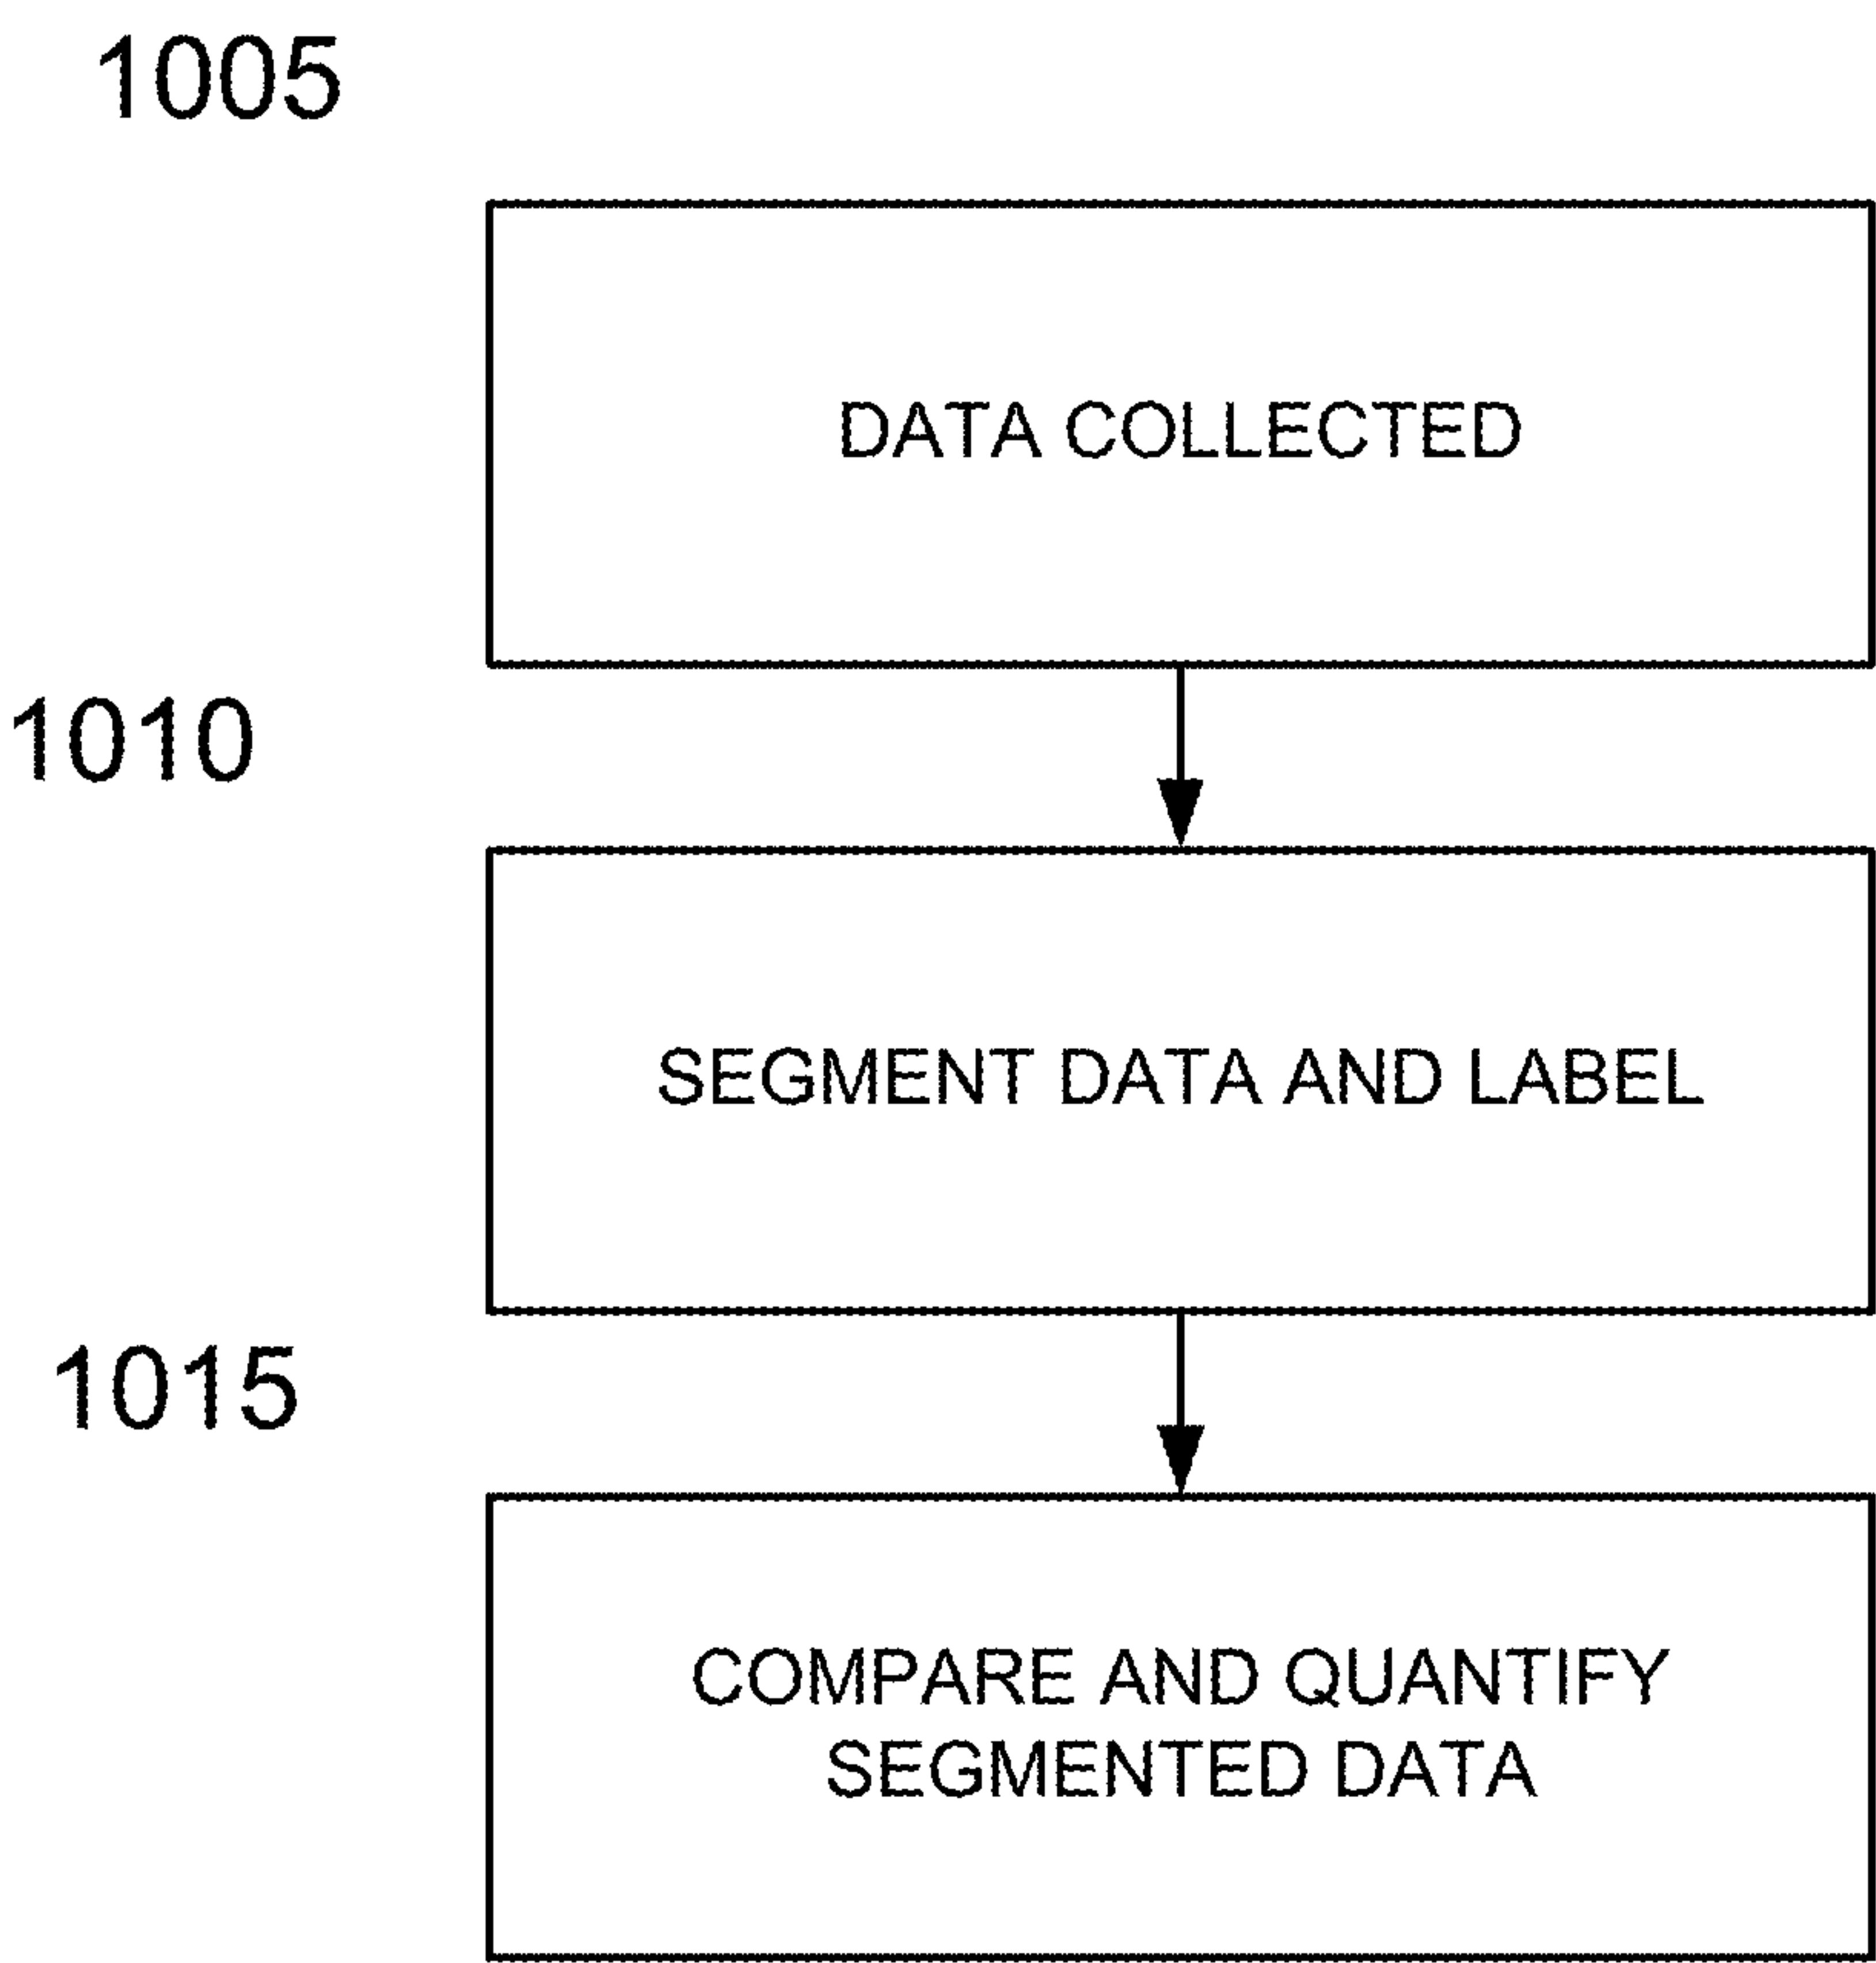 1005
DATA COLLECTED
1010
SEGMENT DATA AND LABEL
1015
COMPARE AND QUANTIFY
SEGMENTED DATA